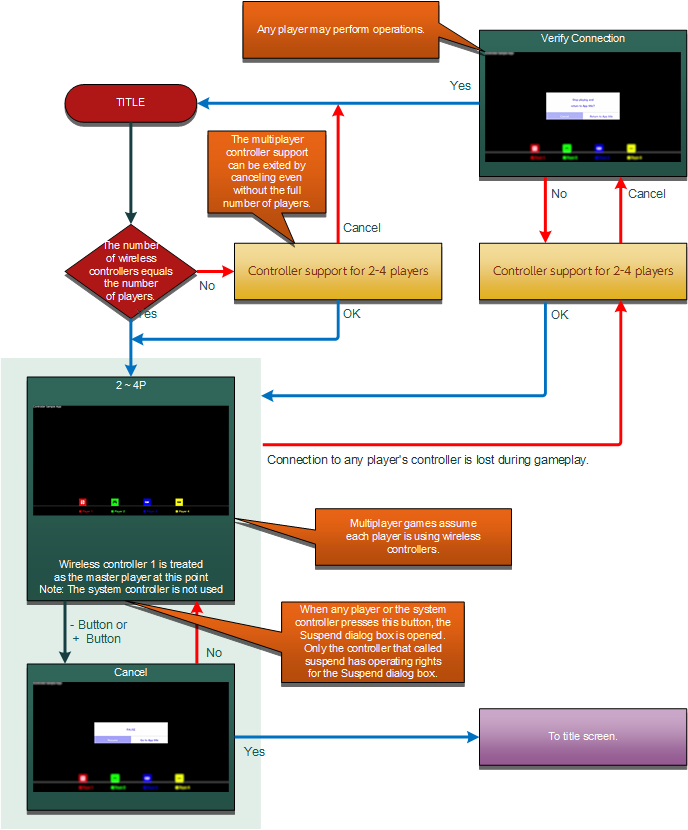 Any player may perform operations.
Verify Connection
Yes
TITLE
The multiplayer
controller support
can be exited by
canceling even
without the full
number of players.
Cancel
No
Cancel
The number
of wireless
controllers equals
the number
of players.
No
Controller support for 2-4 players
Controller support for 2-4 players
Yes
OK
OK
2 ~ 4P
Connection to any player's controller is lost during gameplay.
Multiplayer games assume
each player is using wireless
controllers.
Wireless controller 1 is treated
as the master player at this point
Note: The system controller is not used
- Button or
+ Button
No
When any player or the system
controller presses this button, the
Suspend dialog box is opened.
Only the controller that called
suspend has operating rights
for the Suspend dialog box.
Cancel
Yes
To title screen.